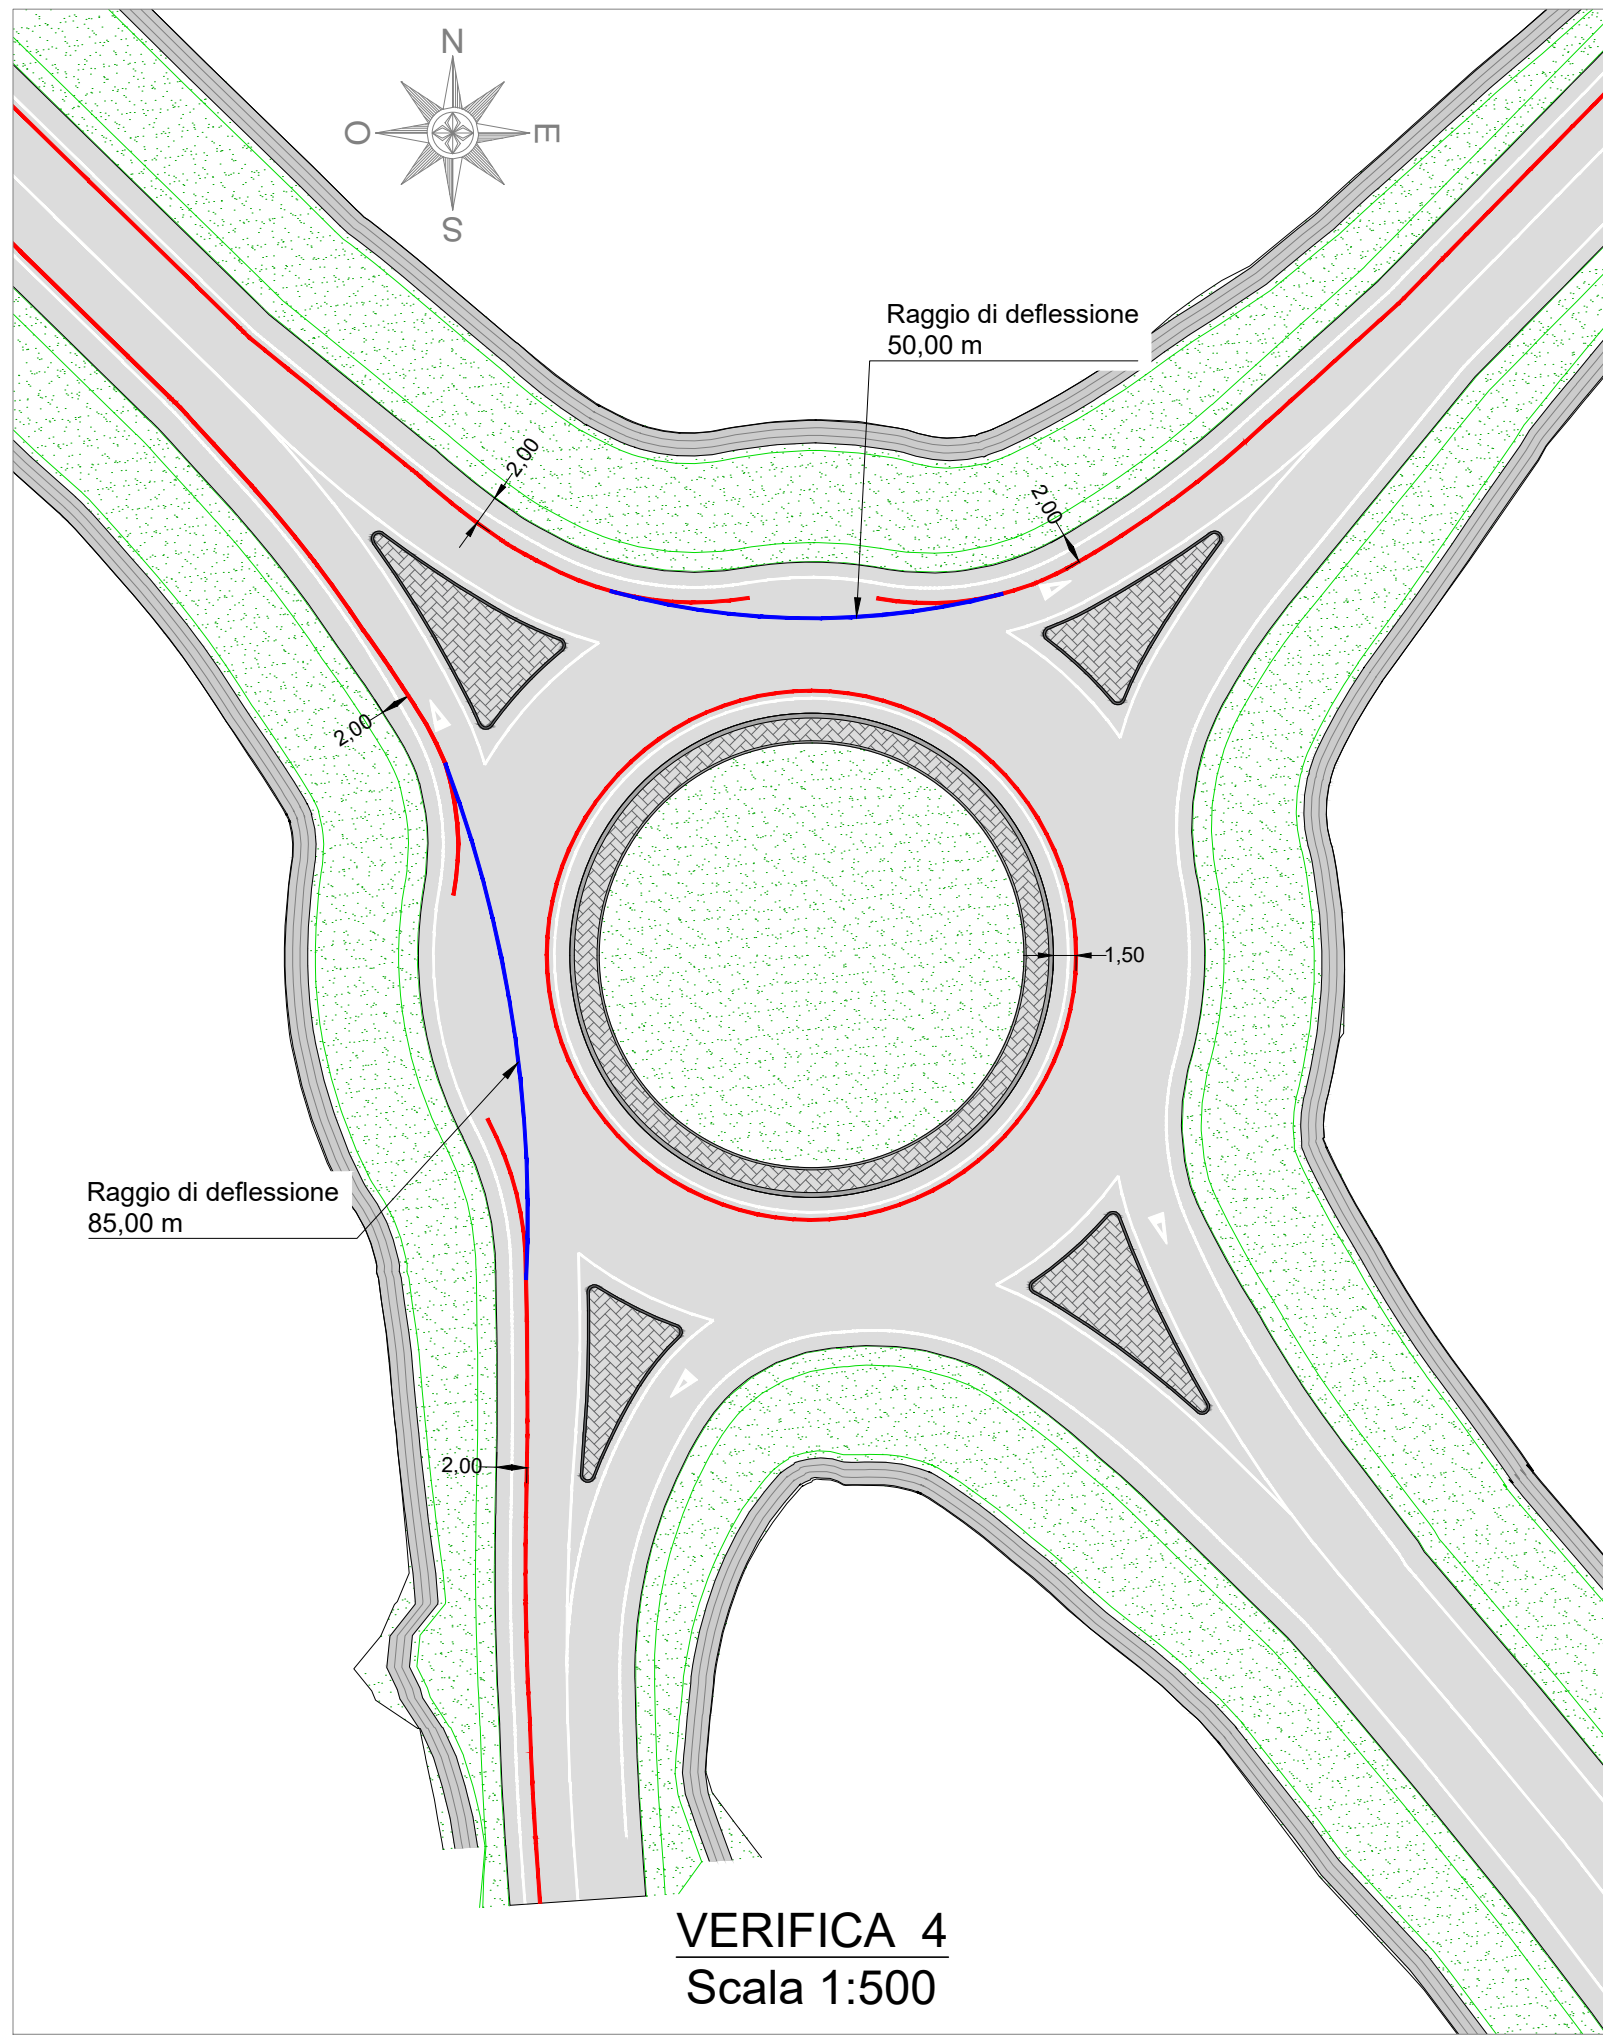 N
O
E
S
Raggio di deflessione
50,00 m
2,00
2,00
2,00
1,50
Raggio di deflessione
85,00 m
2,00
VERIFICA 4
Scala 1:500